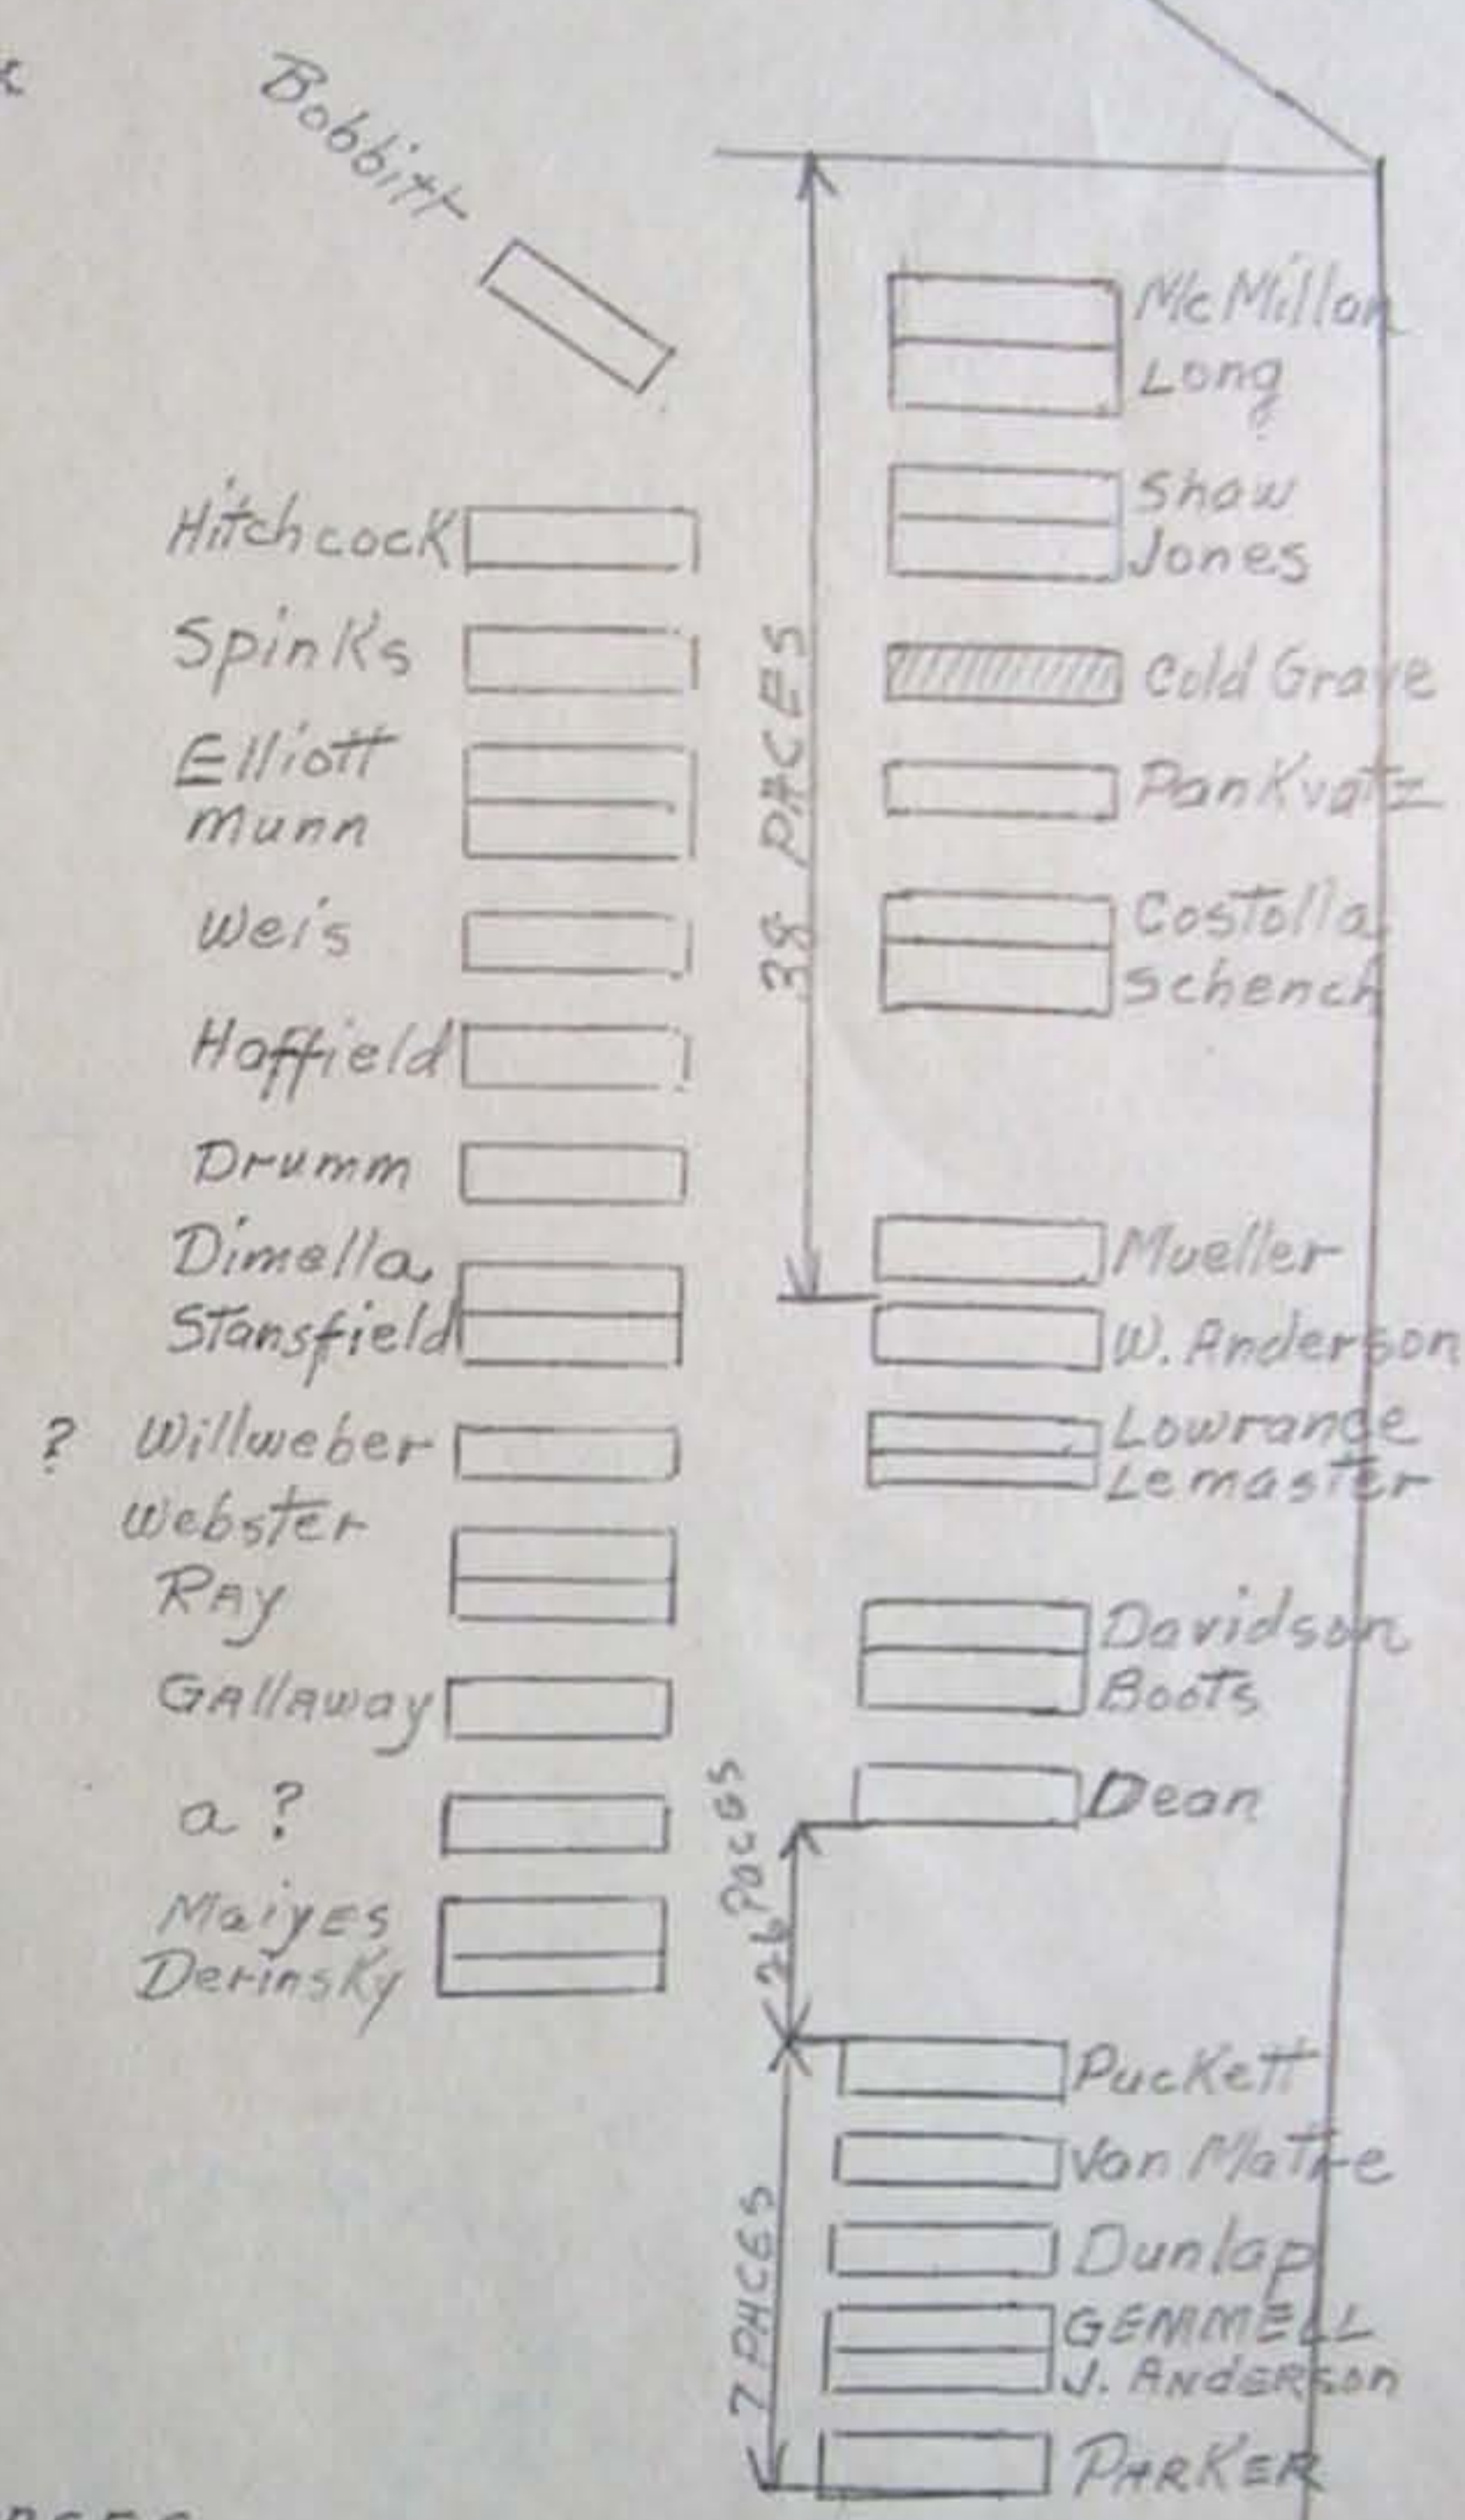 Bobbitt
Hitchcock
Spinks
Elliott
Munn
Weis
Haffield
Drumm
Dimella
Stansfield
? Willweber
Webster
RAy
GAllAwAy
a ?
MaiyES
Derinsky
38 PACES
26 PACES
7 PACES
McMillan
Long
?
Shaw
Jones
Cold Grave
PanKvatz
Costolla
Schench
Mueller
W. Anderson
Lowrance
Lemaster
Davidson
Boots
Dean
Puckett
Van Matre
Dunlap
GEMMELL
J. ANDERSon
PARKER